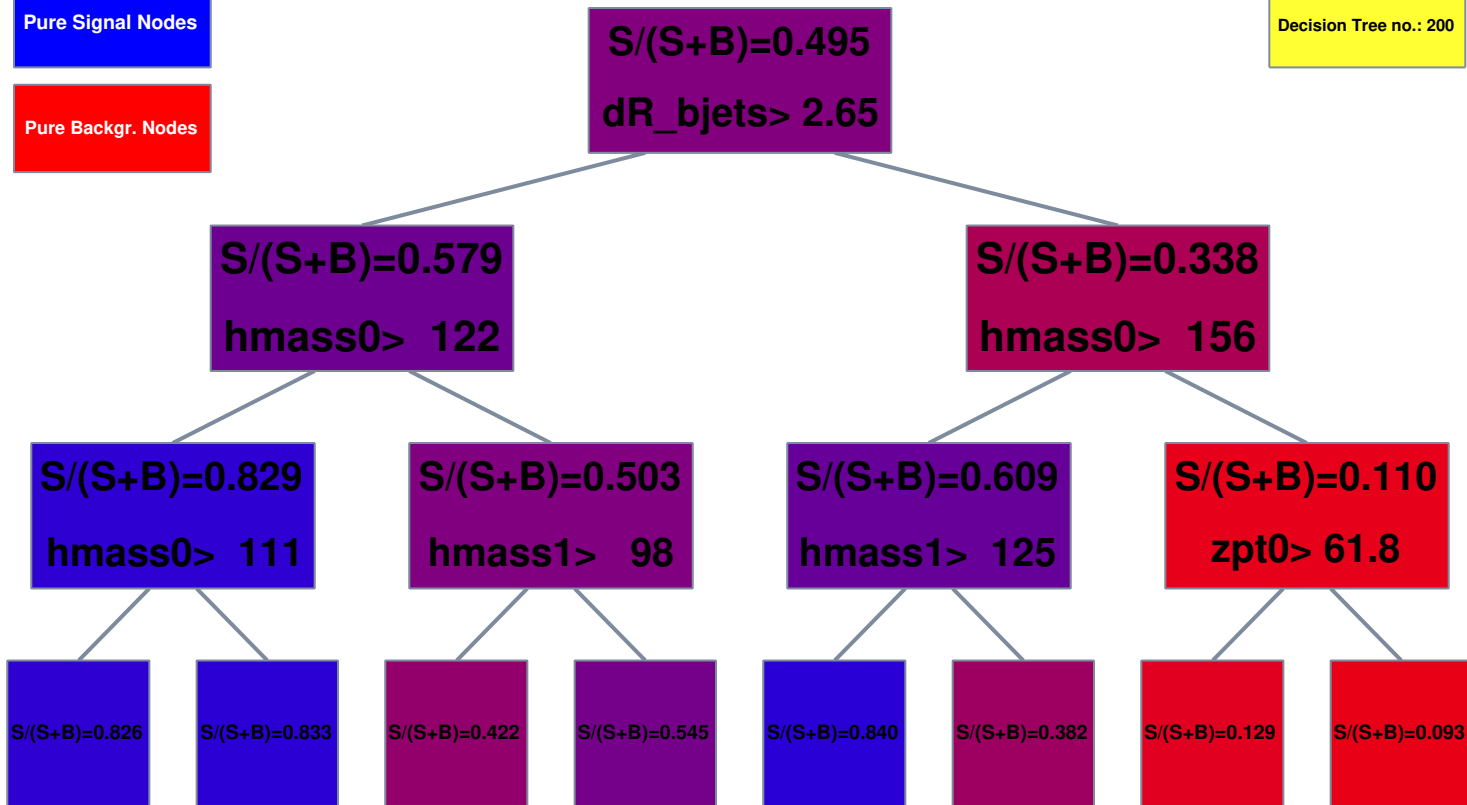 Pure Signal Nodes
Pure Backgr. Nodes
Decision Tree no.: 200
S/(S+B)=0.495
dR_bjets> 2.65
S/(S+B)=0.579
hmass0> 122
S/(S+B)=0.338
hmass0> 156
S/(S+B)=0.829
hmass0> 111
S/(S+B)=0.503
hmass1> 98
S/(S+B)=0.609
hmass1> 125
S/(S+B)=0.110
zpt0> 61.8
S/(S+B)=0.826
S/(S+B)=0.833
S/(S+B)=0.422
S/(S+B)=0.545
S/(S+B)=0.840
S/(S+B)=0.382
S/(S+B)=0.129
S/(S+B)=0.093